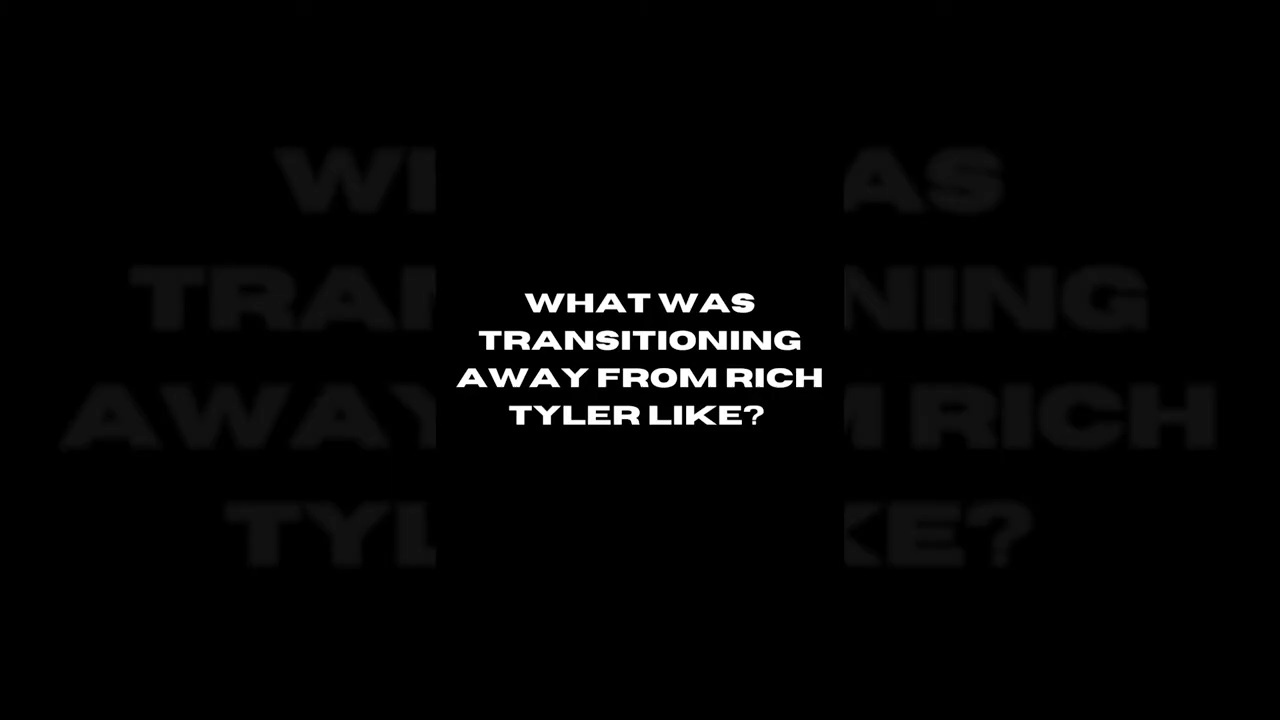 WHAT WAS
TRANSITIONING
AWAY FROM RICH
TYLER LIKE?